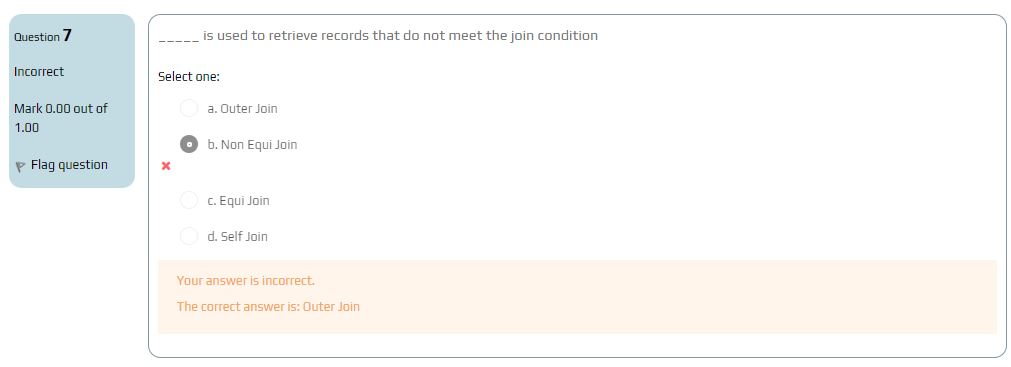 Question 7
Incorrect
Mark 0.00 out of
1.00
Flag question
_____ is used to retrieve records that do not meet the join condition
Select one:
a. Outer Join
b. Non Equi Join
c. Equi Join
d. Self Join
Your answer is incorrect.
The correct answer is: Outer Join